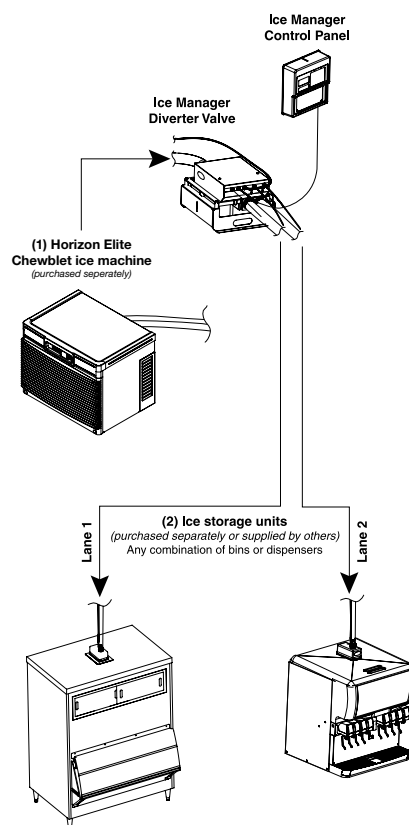 Ice Manager
Control Panel
Ice Manager
Diverter Valve
(1) Horizon Elite
Chewblet ice machine
(purchased seperately)
Lane 1
(2) Ice storage units
(purchased separately or supplied by others)
Any combination of bins or dispensers
Lane 2